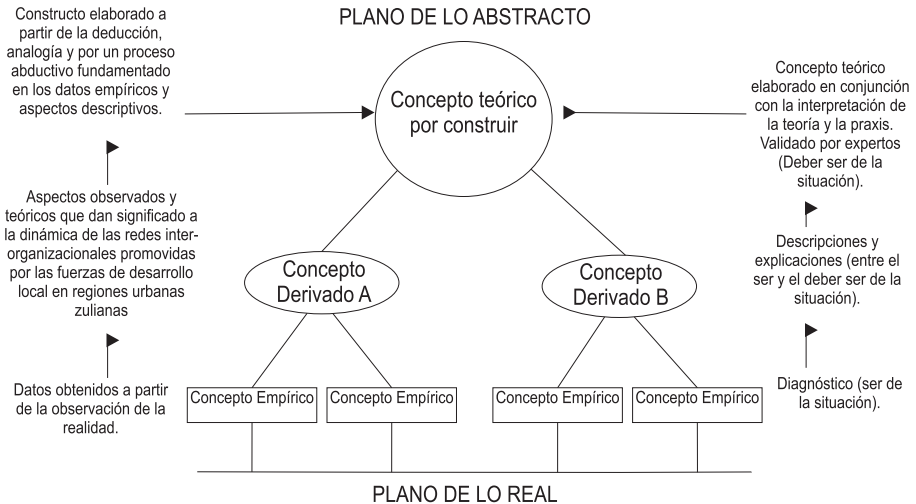 PLANO DE LO ABSTRACTO
Constructo elaborado a
partir de la deducción,
analogía y por un proceso
abductivo fundamentado
en los datos empíricos y
aspectos descriptivos.
Aspectos observados y
teóricos que dan significado a
la dinámica de las redes inter-
organizacionales promovidas
por las fuerzas de desarrollo
local en regiones urbanas
zulianas
Datos obtenidos a partir
de la observación de la
realidad.
Concepto teórico
por construir
Concepto
Derivado A
Concepto
Derivado B
Concepto Empírico
Concepto Empírico
Concepto Empírico
Concepto Empírico
Concepto teórico
elaborado en conjunción
con la interpretación de
la teoría y la praxis.
Validado por expertos
(Deber ser de la
situación).
Descripciones y
explicaciones (entre el
ser y el deber ser de la
situación).
Diagnóstico (ser de
la situación).
PLANO DE LO REAL